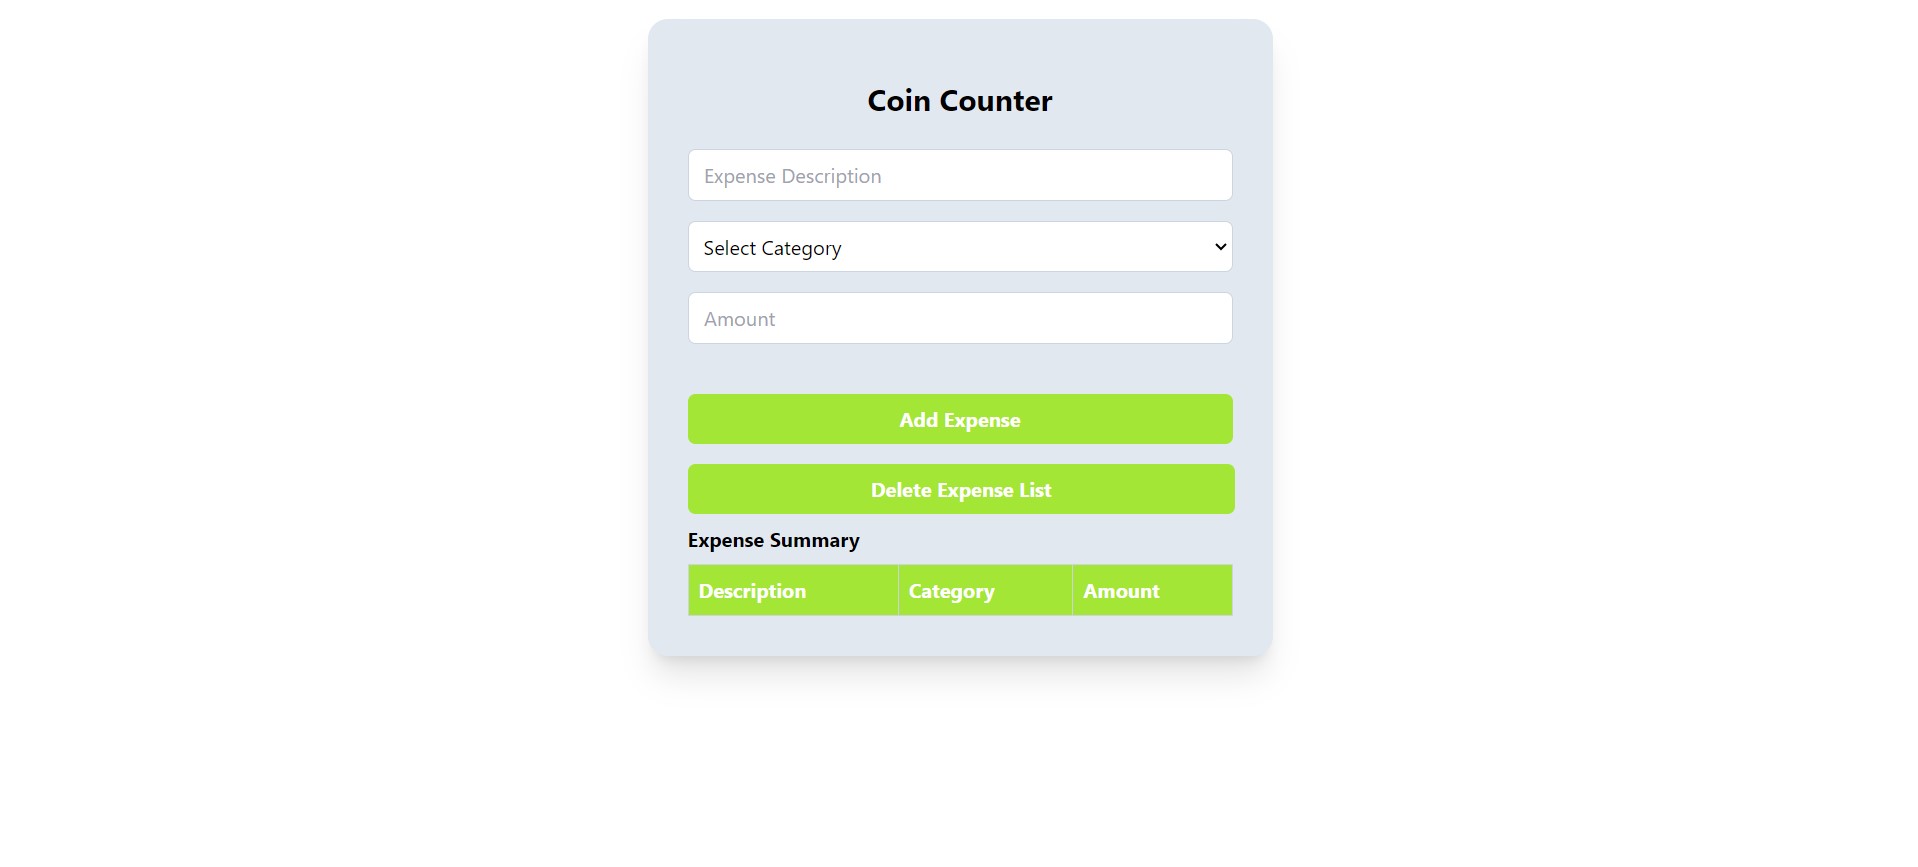 Coin Counter
Expense Description
Select Category
Amount
Add Expense
Delete Expense List
Expense Summary
Description Category Amount